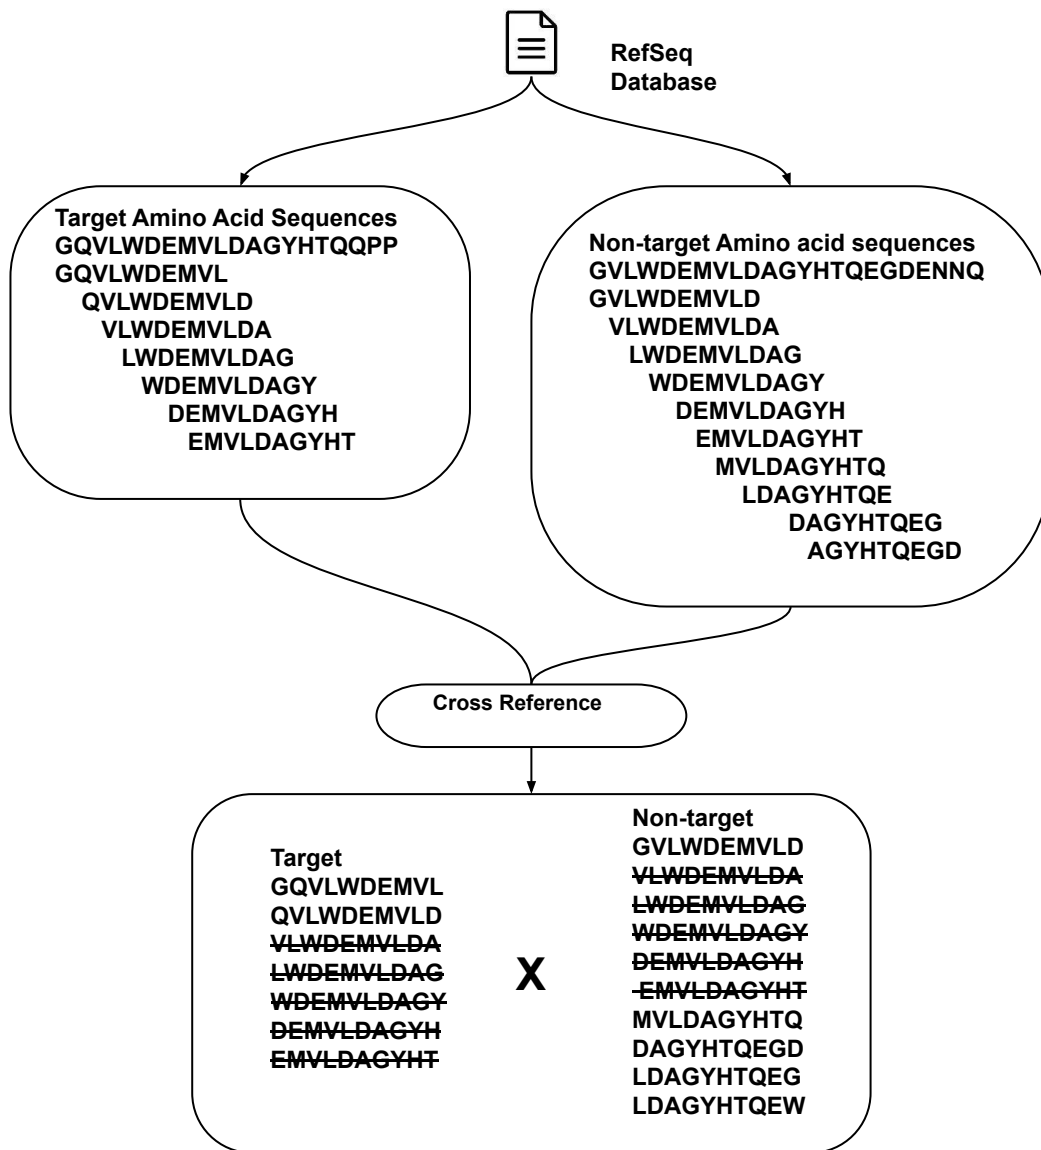 RefSeq
Database
Target Amino Acid Sequences
GQVLWDEMVLDAGYHTQQPP
GQVLWDEMVL
QVLWDEMVLD
VLWDEMVLDA
LWDEMVLDAG
WDEMVLDAGY
DEMVLDAGYH
EMVLDAGYHT
Non-target Amino acid sequences
GVLWDEMVLDAGYHTQEGDENNQ
GVLWDEMVLD
VLWDEMVLDA
LWDEMVLDAG
WDEMVLDAGY
DEMVLDAGYH
EMVLDAGYHT
MVLDAGYHTQ
LDAGYHTQE
DAGYHTQEG
AGYHTQEGD
Cross Reference
Target
GQVLWDEMVL
QVLWDEMVLD
VLWDEMVLDA
LWDEMVLDAG
WDEMVLDAGY
DEMVLDAGYH
EMVLDAGYHT
X
Non-target
GVLWDEMVLD
VLWDEMVLDA
LWDEMVLDAG
WDEMVLDAGY
DEMVLDAGYH
EMVLDAGYHT
MVLDAGYHTQ
DAGYHTQEGD
LDAGYHTQEG
LDAGYHTQEW